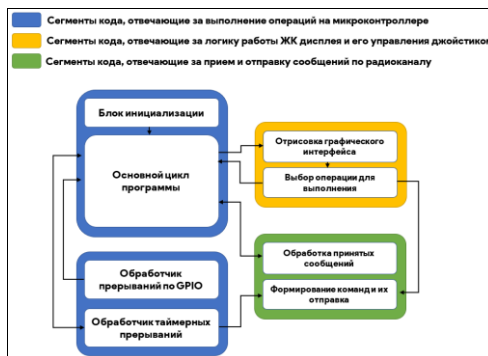 Сегменты кода, отвечающие за выполнение операций на микроконтроллере
Сегменты кода, отвечающие за логику работы ЖК дисплея и его управления джойстиком
Сегменты кода, отвечающие за прием и отправку сообщений по радиоканалу
Блок инициализации
Основной цикл
программы
Отрисовка графического
интерфейса
Выбор операции для
выполнения
Обработчик
прерываний по GPIO
Обработчик таймерных
прерываний
Обработка принятых
сообщений
Формирование команд и их
отправка